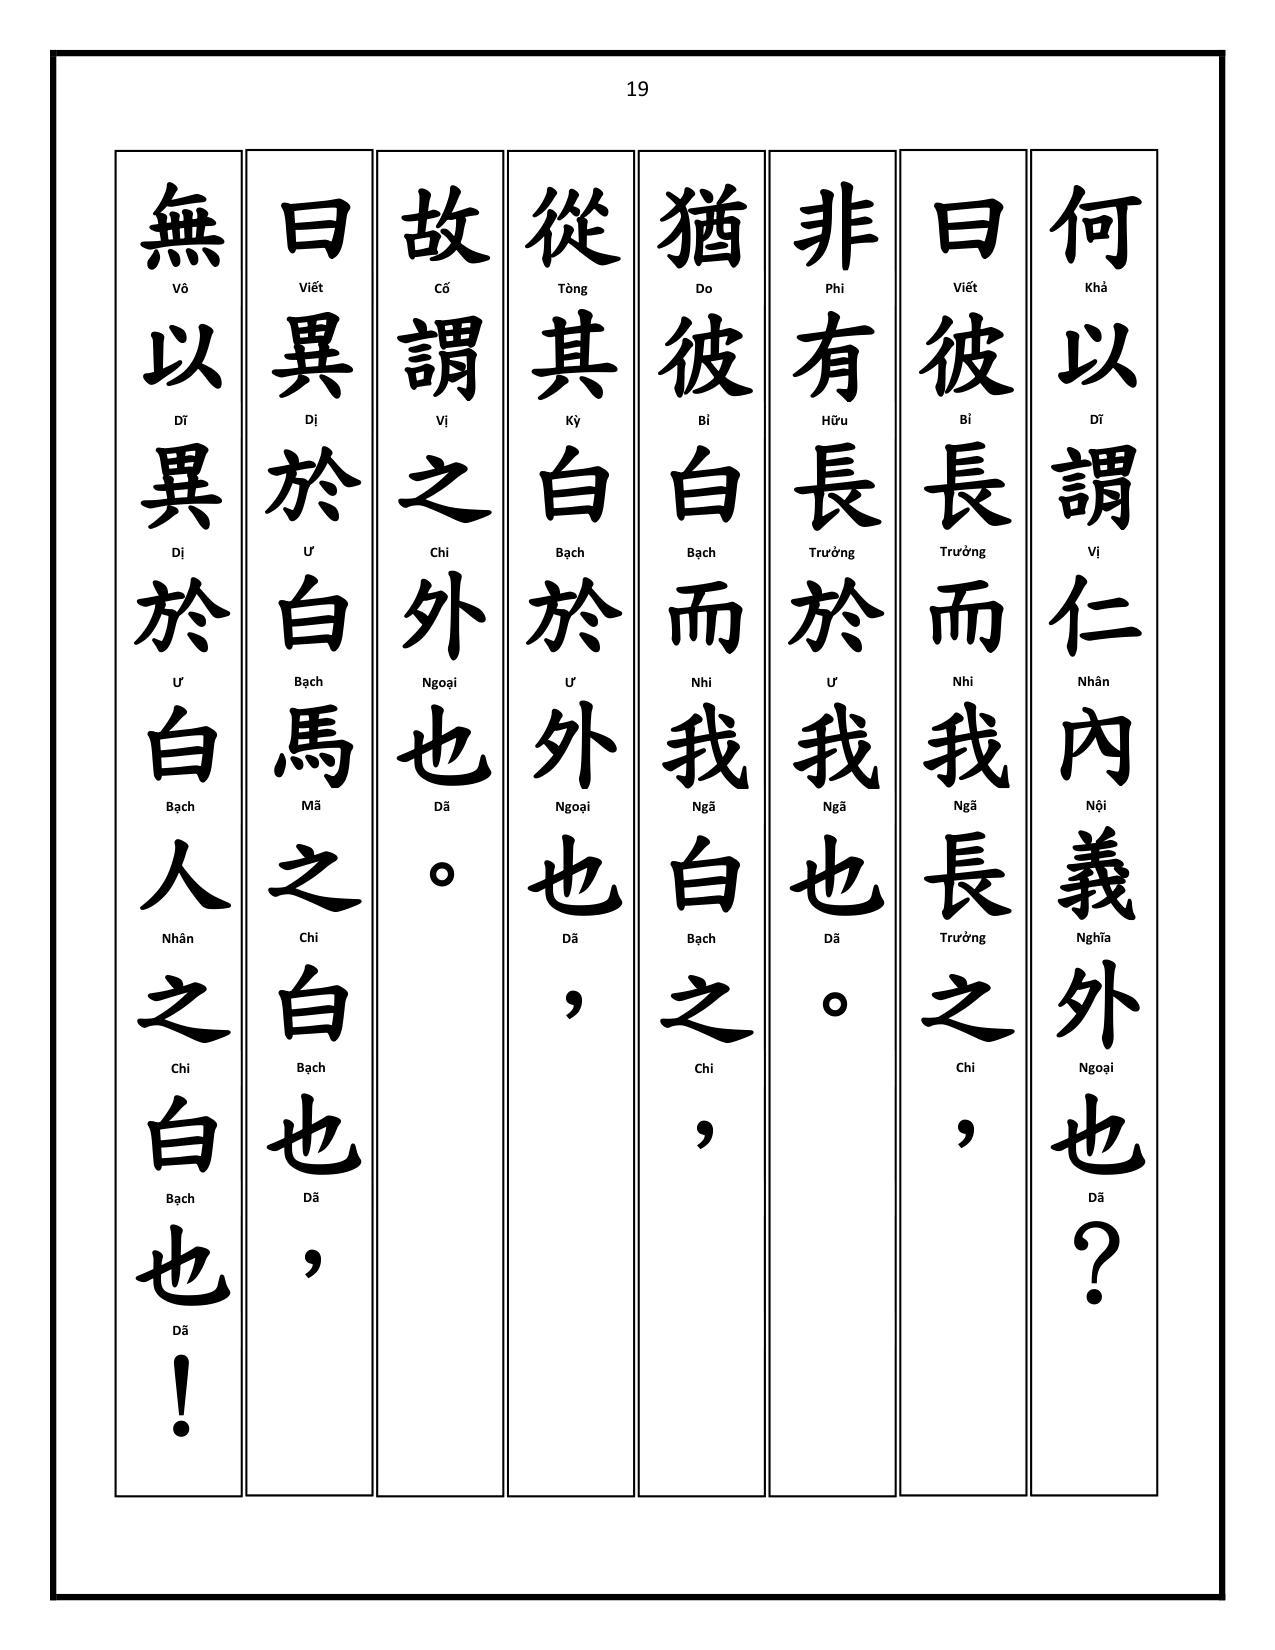 19
何以謂仁內義外也？
Khả Dĩ Vị Nhân Nội Nghĩa Ngoại Dã
曰彼長而我長之，
Viết Bỉ Trưởng Nhi Ngã Trưởng Chi
非有長於我也。
Phi Hữu Trưởng Ư Ngã Dã
猶彼白而我白之，
Do Bỉ Bạch Nhi Ngã Bạch Chi
從其白於外也，
Tòng Kỳ Bạch Ư Ngoại Dã
故謂之外也。
Cố Vị Chi Ngoại Dã
曰異於白馬之白也，
Viết Dị Ư Bạch Mã Chi Bạch Dã
無以異於白人之白也！
Vô Dĩ Dị Ư Bạch Nhân Chi Bạch Dã